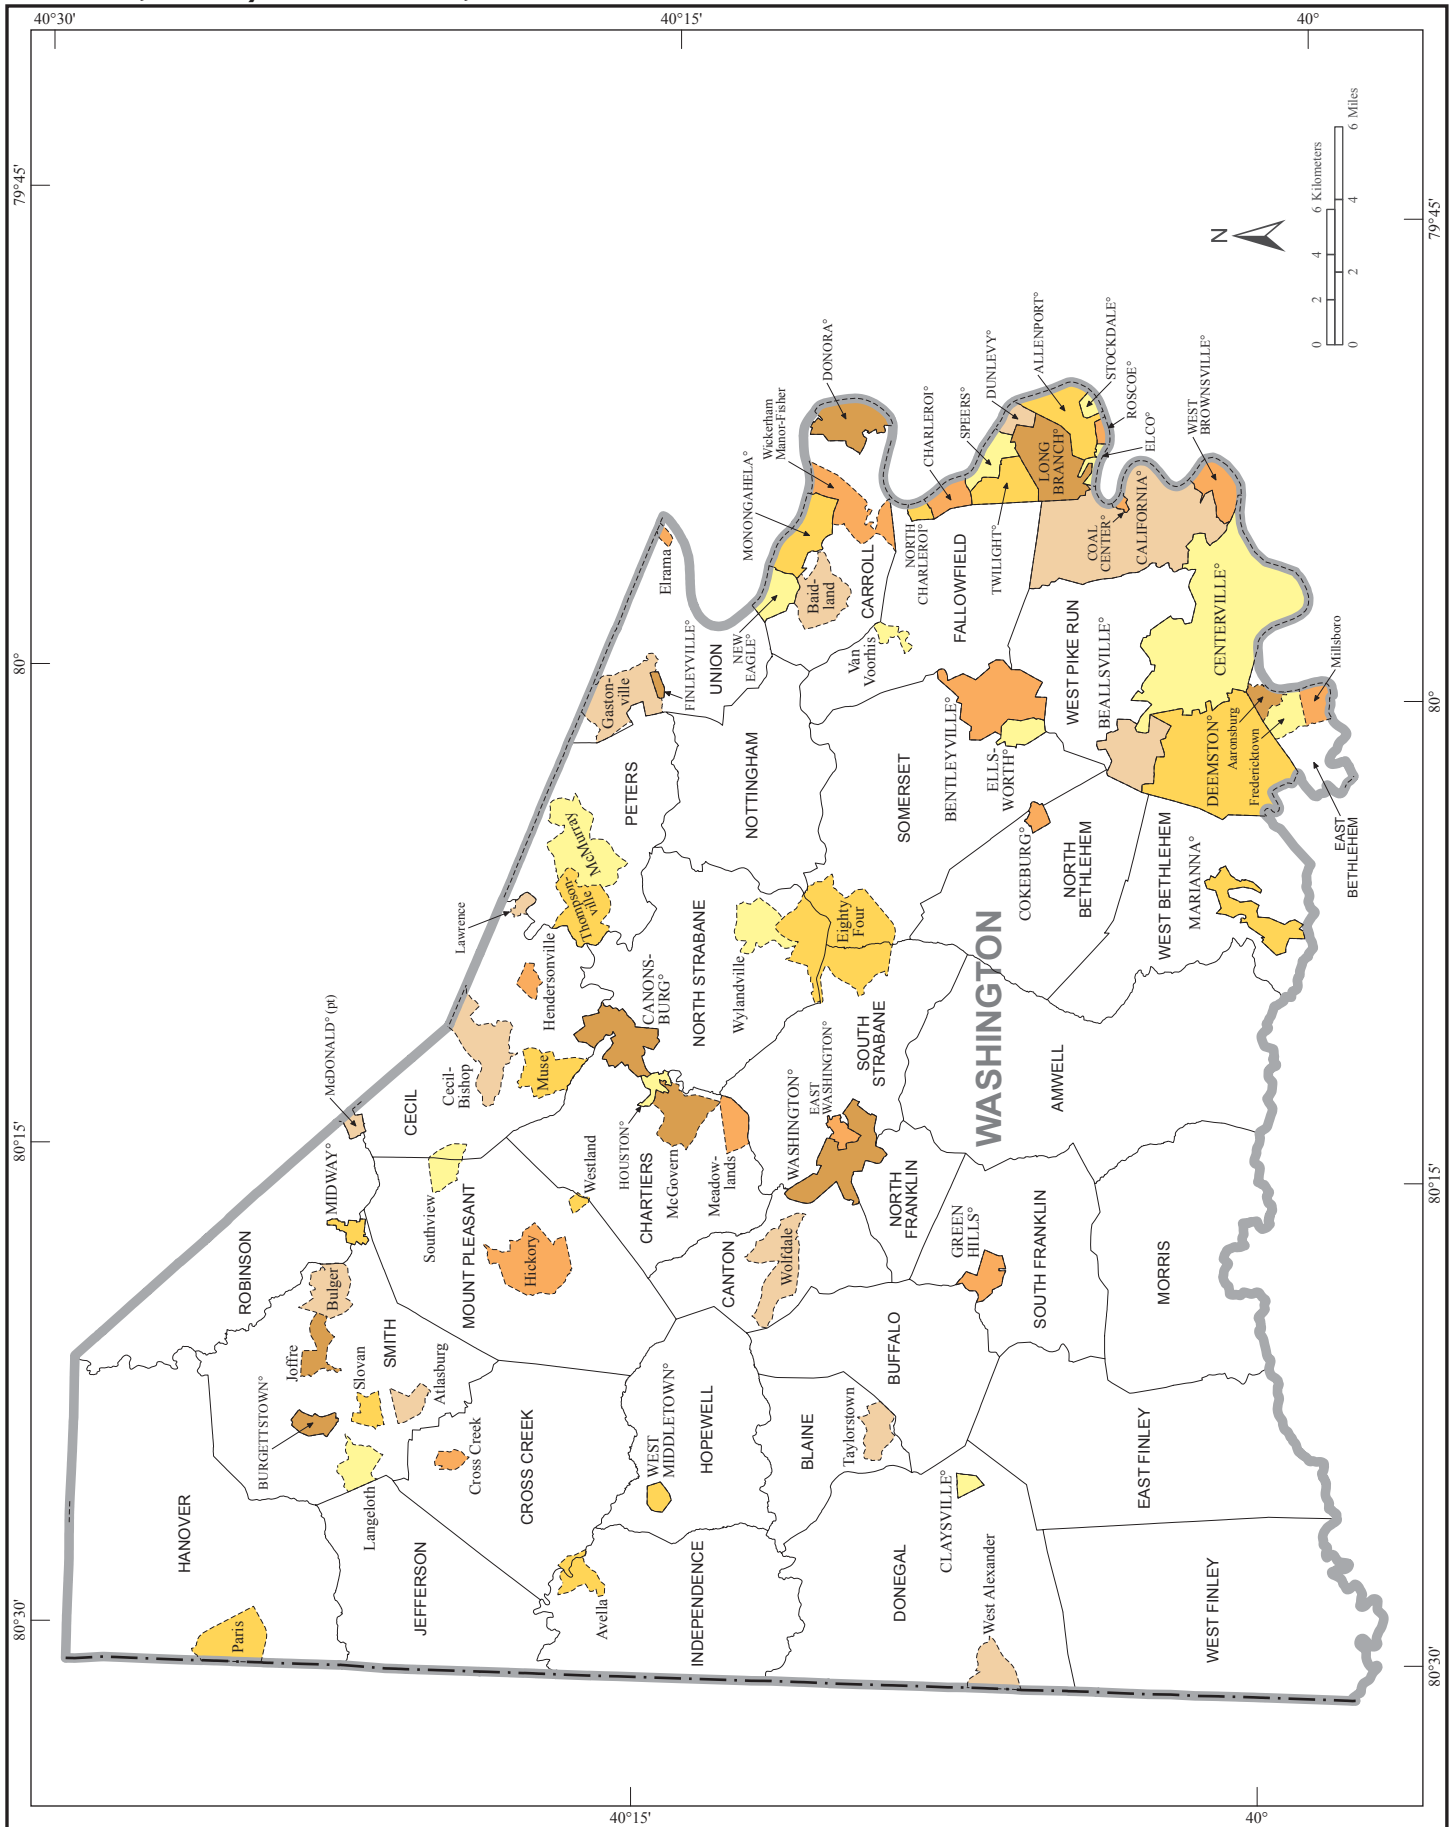 40°30'
40°15'
40°
79°45'
79°45'
80°
80°
80°15'
80°15'
80°30'
80°30'
40°15'
40°
N
0
2
4
6 Kilometers
0
2
4
6 Miles
WASHINGTON
HANOVER
Paris
ROBINSON
BURGETTSTOWN°
Joffre
Bulger
MIDWAY°
McDONALD° (pt)
Slovan
SMITH
Langeloth
Atlasburg
JEFFERSON
Cross Creek
CROSS CREEK
Southview
MOUNT PLEASANT
Hickory
Westland
CECIL
Cecil-
Bishop
Muse
Hendersonville
Lawrence
Thompson-
ville
McMurray
PETERS
Gaston-
ville
FINLEYVILLE°
UNION
Elrama
Avella
INDEPENDENCE
WEST
MIDDLETOWN°
HOPEWELL
HOUSTON°
CHARTIERS
McGovern
Meadow-
lands
CANONS-
BURG°
NORTH STRABANE
Wylandville
Eighty
Four
NOTTINGHAM
NEW
EAGLE°
MONONGAHELA°
Wickerham
Manor-Fisher
DONORA°
Baid-
land
CARROLL
Van
Voorhis
CANTON
Wolfdale
WASHINGTON°
EAST
WASHINGTON°
SOUTH
STRABANE
SOMERSET
NORTH
CHARLEROI°
CHARLEROI°
SPEERS°
DUNLEVY°
ALLENPORT°
STOCKDALE°
ROSCOE°
ELCO°
FALLOWFIELD
TWILIGHT°
LONG
BRANCH°
BLAINE
Taylorstown
BUFFALO
NORTH
FRANKLIN
GREEN
HILLS°
SOUTH FRANKLIN
AMWELL
BENTLEYVILLE°
ELLS-
WORTH°
COKEBURG°
NORTH
BETHLEHEM
WEST PIKE RUN
BEALLSVILLE°
COAL
CENTER°
CALIFORNIA°
WEST
BROWNSVILLE°
CENTERVILLE°
DONEGAL
CLAYSVILLE°
West Alexander
EAST FINLEY
WEST FINLEY
MORRIS
WEST BETHLEHEM
MARIANNA°
DEEMSTON°
Aaronsburg
Fredericktown
Millsboro
EAST
BETHLEHEM